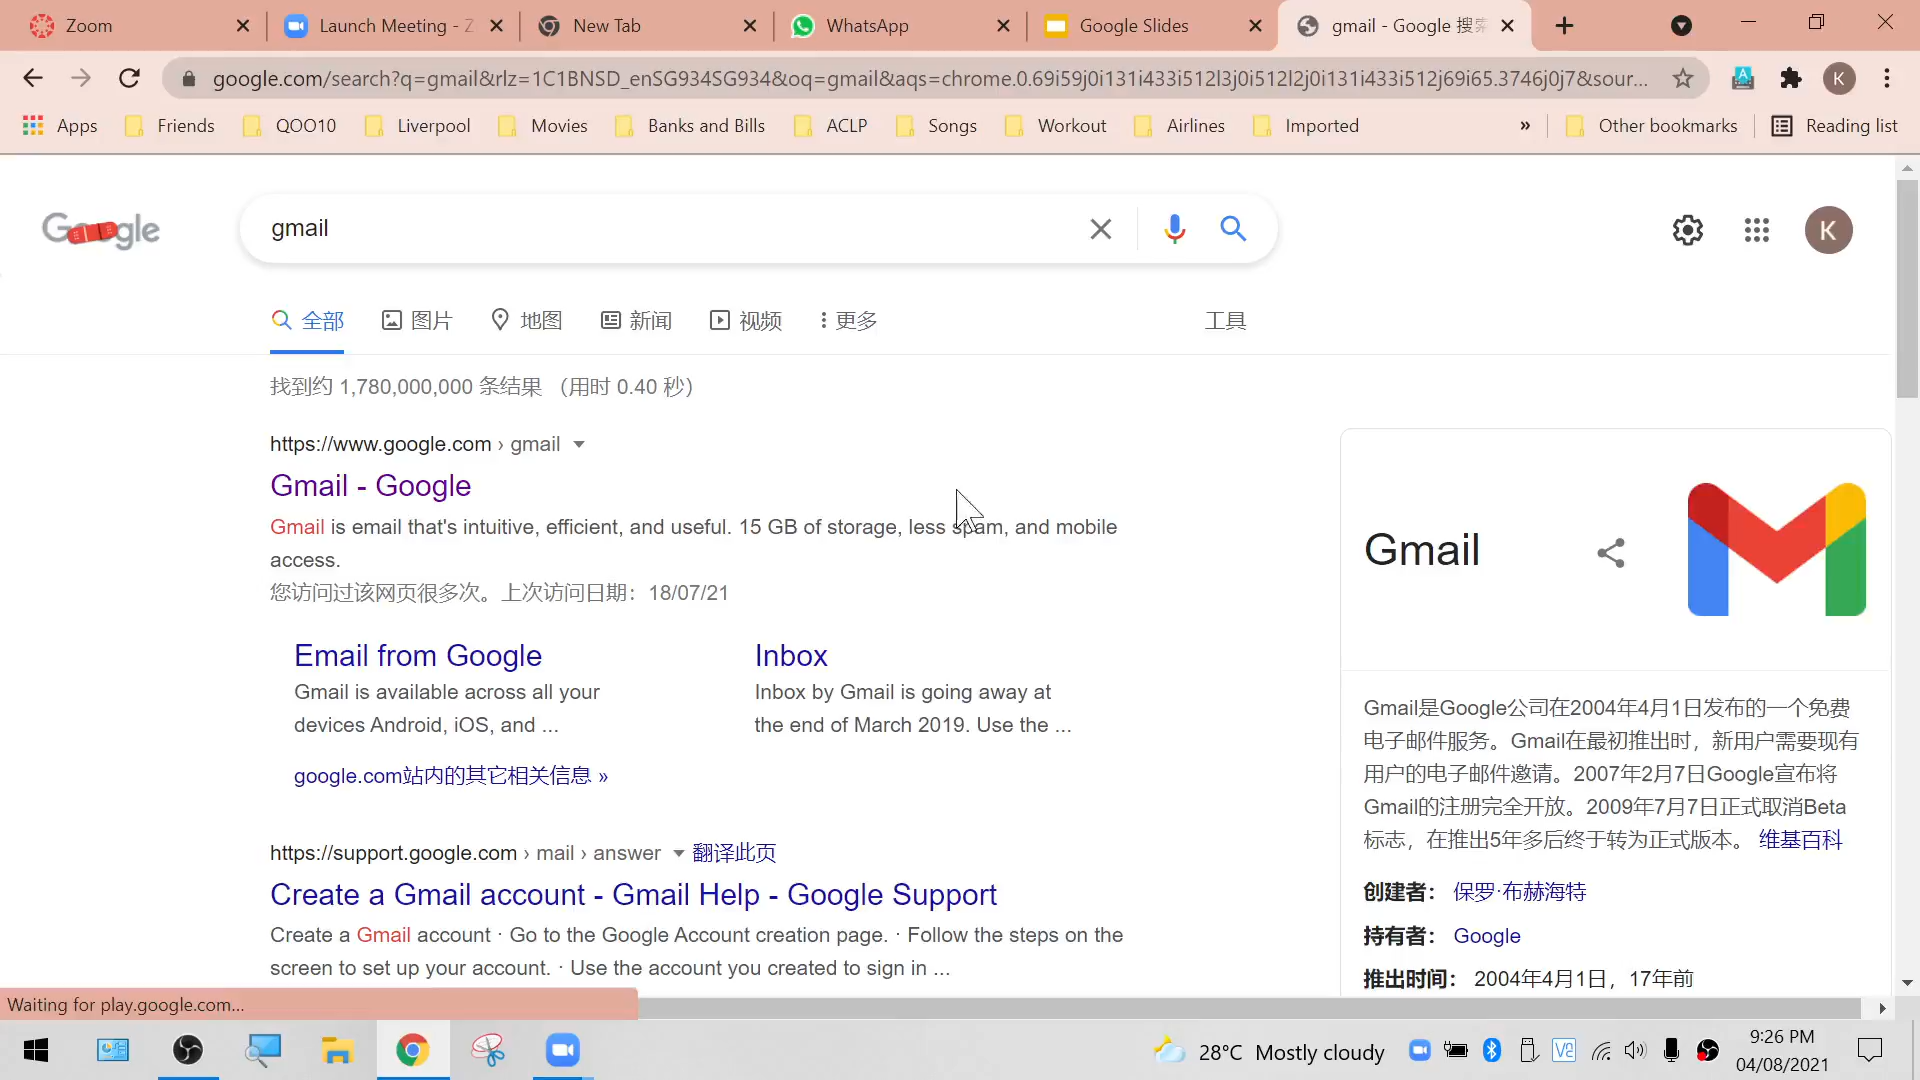 Zoom
Launch Meeting - Z
New Tab
WhatsApp
Google Slides
gmail - Google 搜索
google.com/search?q=gmail&rlz=1C1BNSD_enSG934SG934&oq=gmail&aqs=chrome.0.69i59j0i131i433i512l3j0i512l2j0i131i433i512j69i65.3746j0j7&sour...
K
Apps
Friends
QOO10
Liverpool
Movies
Banks and Bills
ACLP
Songs
Workout
Airlines
Imported
»
Other bookmarks
Reading list
Google
gmail
K
全部
图片
地图
新闻
视频
更多
工具
找到约 1,780,000,000 条结果 （用时 0.40 秒）
https://www.google.com › gmail
Gmail - Google
Gmail is email that's intuitive, efficient, and useful. 15 GB of storage, less spam, and mobile
access.
您访问过该网页很多次。上次访问日期：18/07/21
Email from Google
Gmail is available across all your
devices Android, iOS, and ...
Inbox
Inbox by Gmail is going away at
the end of March 2019. Use the ...
google.com站内的其它相关信息 »
https://support.google.com › mail › answer 翻译此页
Create a Gmail account - Gmail Help - Google Support
Create a Gmail account · Go to the Google Account creation page. · Follow the steps on the
screen to set up your account. · Use the account you created to sign in ...
Gmail
Gmail是Google公司在2004年4月1日发布的一个免费
电子邮件服务。Gmail在最初推出时，新用户需要现有
用户的电子邮件邀请。2007年2月7日Google宣布将
Gmail的注册完全开放。2009年7月7日正式取消Beta
标志，在推出5年多后终于转为正式版本。 维基百科
创建者： 保罗·布赫海特
持有者： Google
推出时间： 2004年4月1日，17年前
Waiting for play.google.com...
28°C Mostly cloudy
9:26 PM
04/08/2021